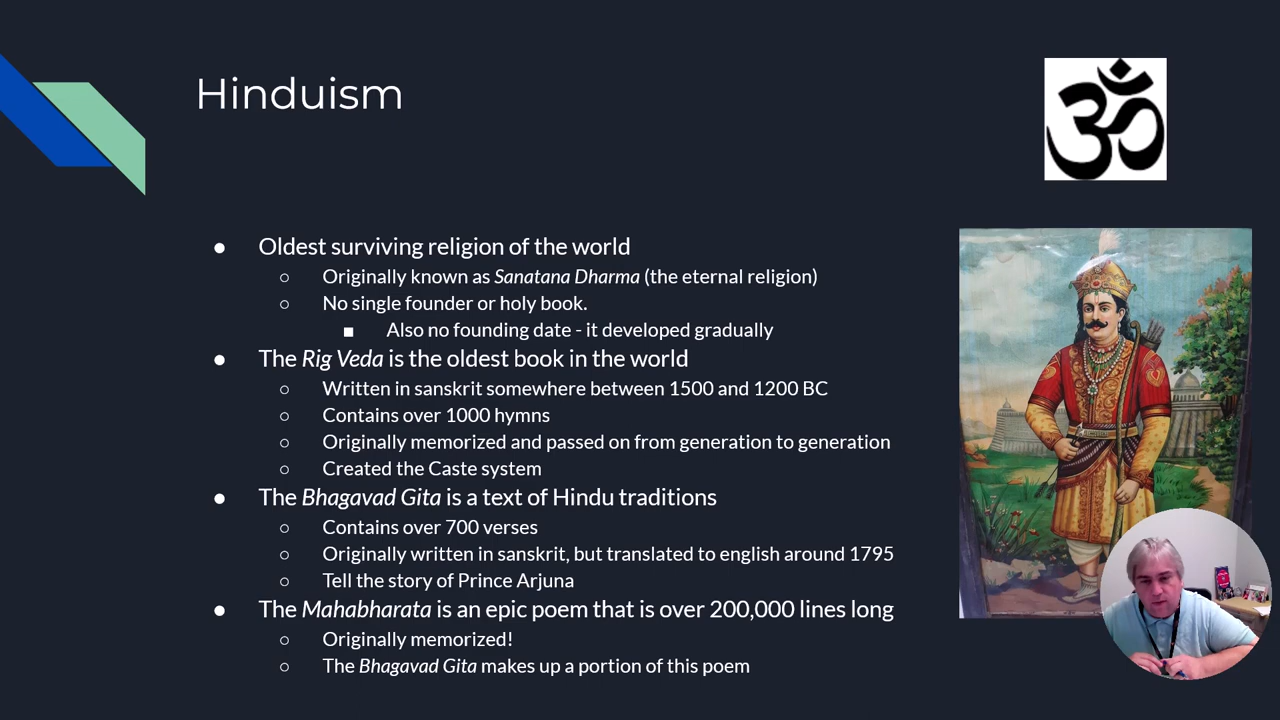 Hinduism
ॐ
● Oldest surviving religion of the world
○ Originally known as Sanatana Dharma (the eternal religion)
○ No single founder or holy book.
■ Also no founding date - it developed gradually
● The Rig Veda is the oldest book in the world
○ Written in sanskrit somewhere between 1500 and 1200 BC
○ Contains over 1000 hymns
○ Originally memorized and passed on from generation to generation
○ Created the Caste system
● The Bhagavad Gita is a text of Hindu traditions
○ Contains over 700 verses
○ Originally written in sanskrit, but translated to english around 1795
○ Tell the story of Prince Arjuna
● The Mahabharata is an epic poem that is over 200,000 lines long
○ Originally memorized!
○ The Bhagavad Gita makes up a portion of this poem